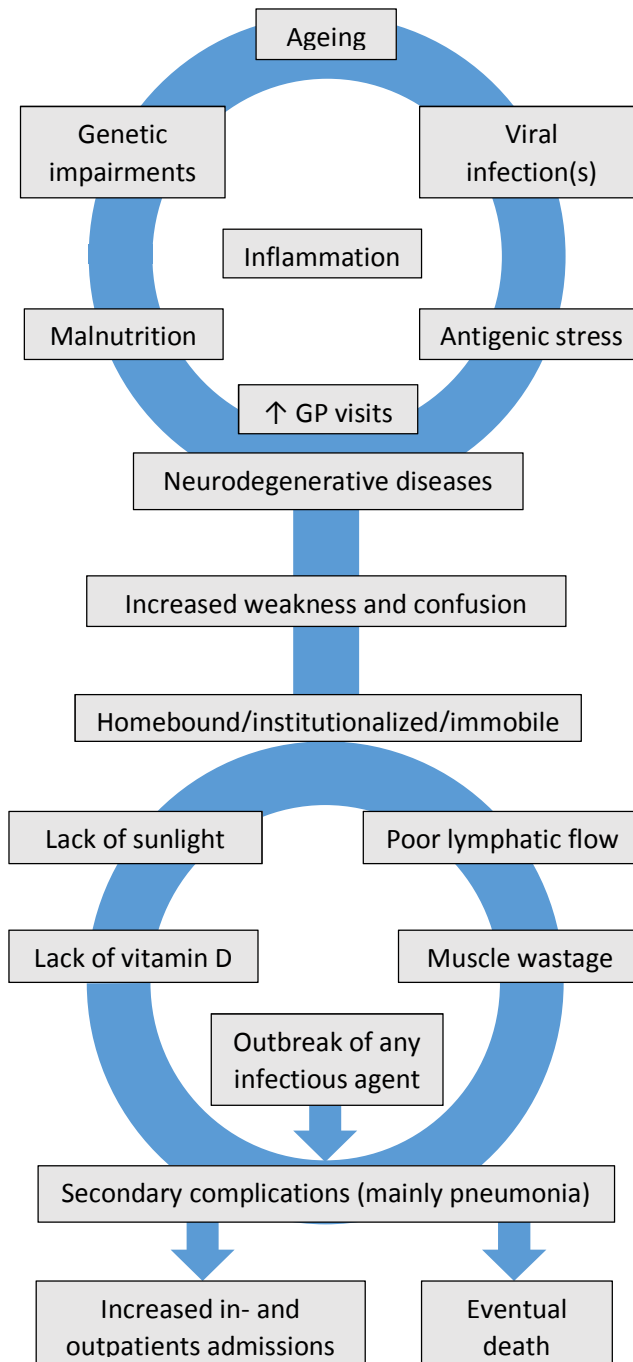 Ageing
Genetic
impairments
Viral
infection(s)
Inflammation
Malnutrition
Antigenic stress
↑ GP visits
Neurodegenerative diseases
Increased weakness and confusion
Homebound/institutionalized/immobile
Lack of sunlight
Poor lymphatic flow
Lack of vitamin D
Muscle wastage
Outbreak of any
infectious agent
Secondary complications (mainly pneumonia)
Increased in- and
outpatients admissions
Eventual
death